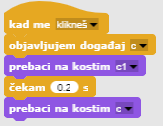 kad me klikneš
objavljujem događaj c
prebaci na kostim c1
čekam 0.2 s
prebaci na kostim c